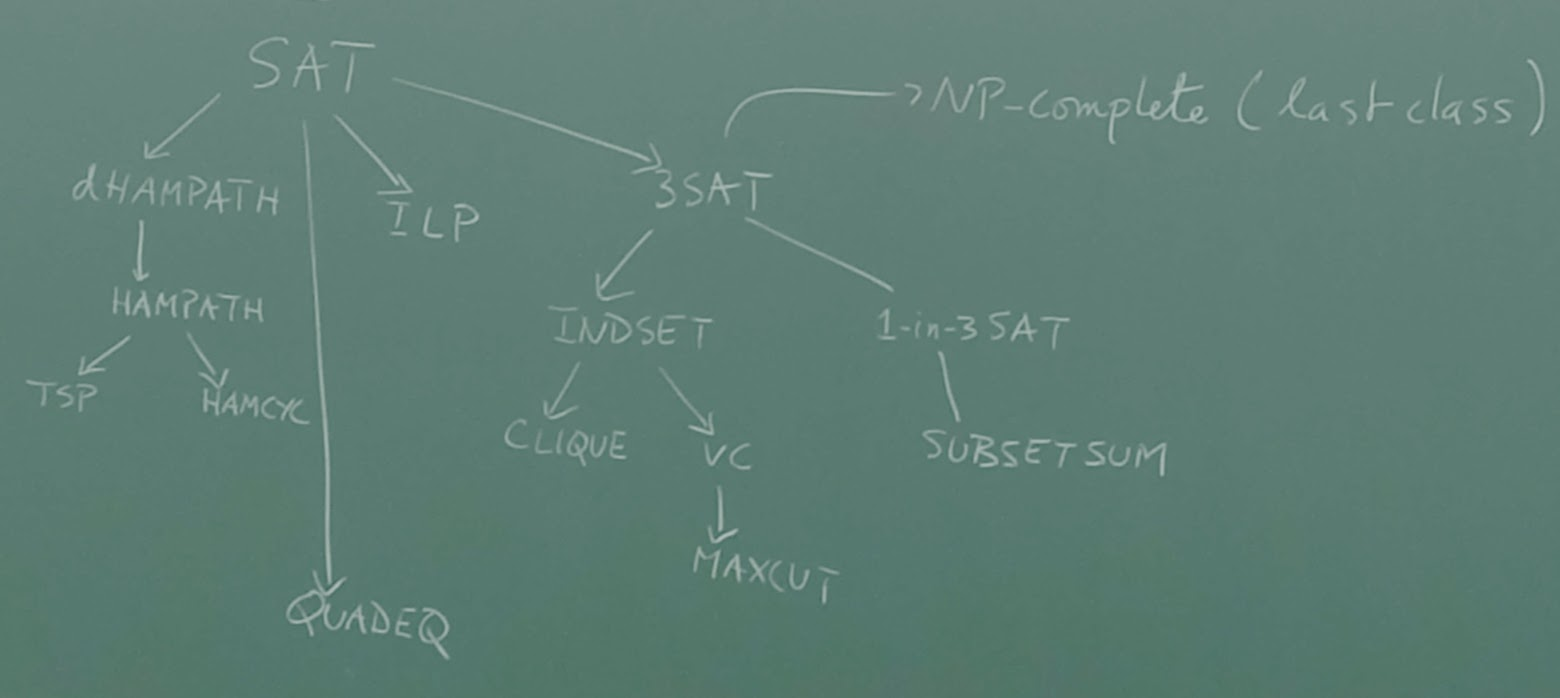 SAT
NP-complete (last class)
dHAMPATH
ILP
3SAT
HAMPATH
INDSET
1-in-3SAT
TSP
HAMCYC
CLIQUE
VC
SUBSETSUM
MAXCUT
QUADEQ